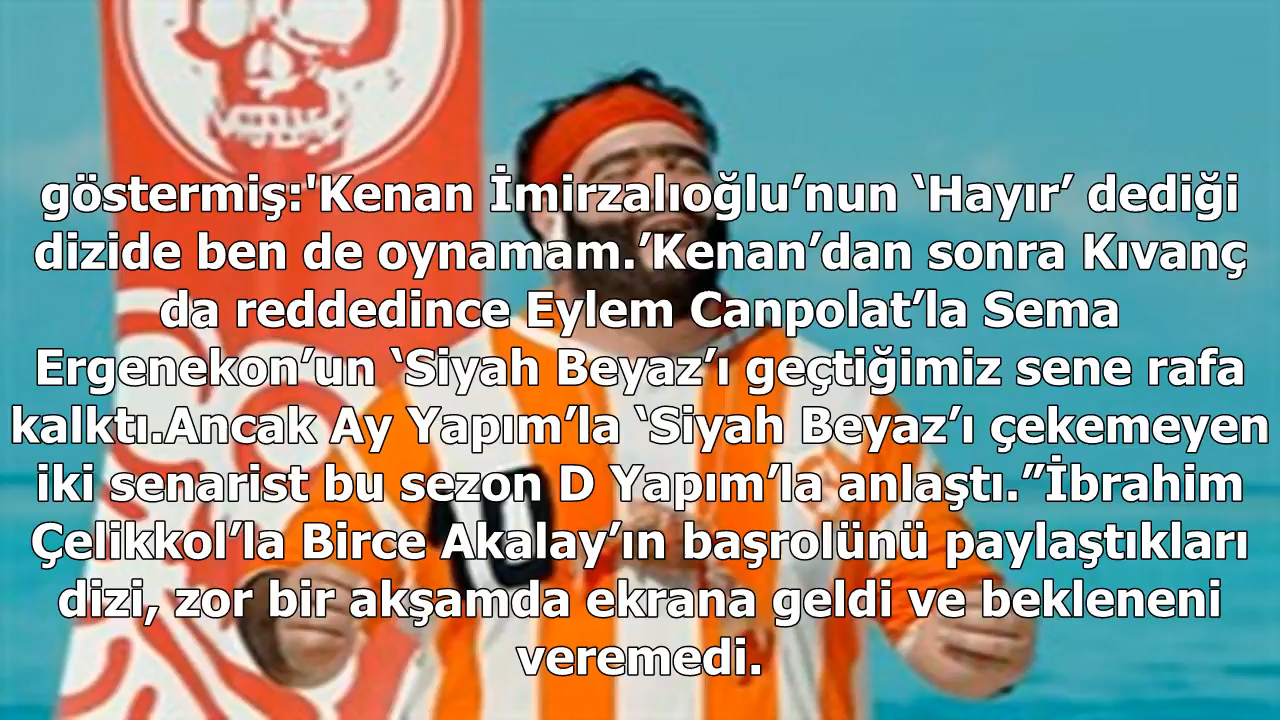 göstermiş:'Kenan İmirzalıoğlu’nun ‘Hayır’ dediği
dizide ben de oynamam.’Kenan’dan sonra Kıvanç
da reddedince Eylem Canpolat’la Sema
Ergenekon’un ‘Siyah Beyaz’ı geçtiğimiz sene rafa
kalktı.Ancak Ay Yapım’la ‘Siyah Beyaz’ı çekemeyen
iki senarist bu sezon D Yapım’la anlaştı.”İbrahim
Çelikkol’la Birce Akalay’ın başrolünü paylaştıkları
dizi, zor bir akşamda ekrana geldi ve bekleneni
veremedi.
10